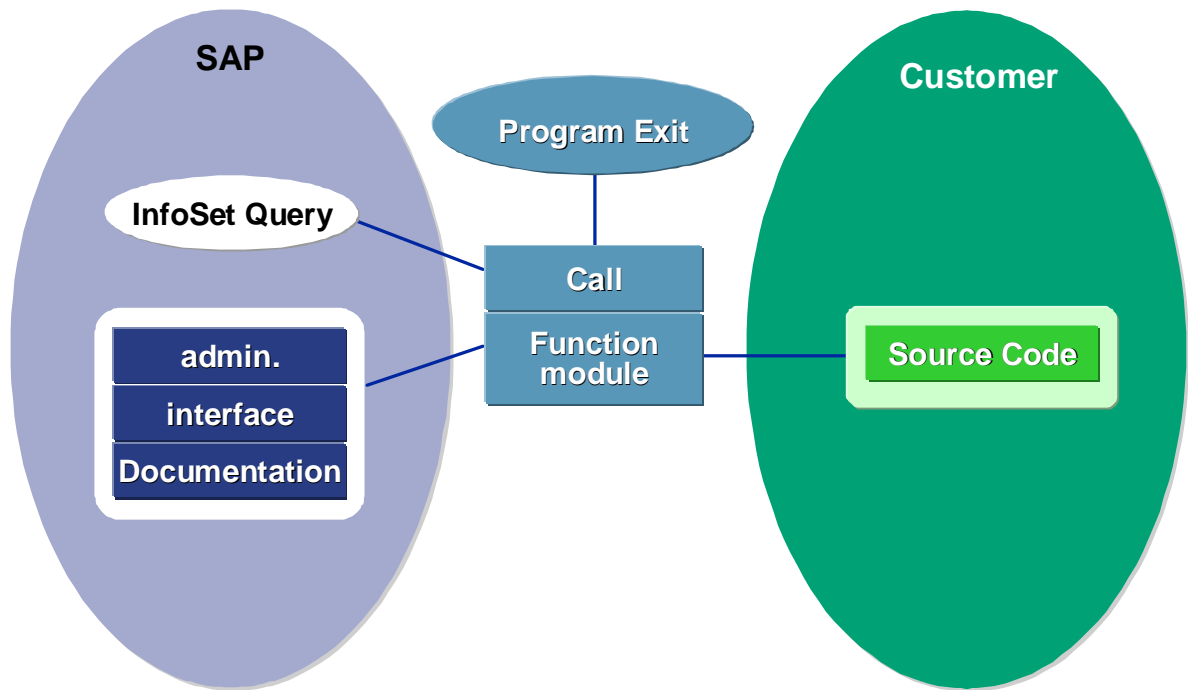 SAP
Customer
Program Exit
InfoSet Query
Call
Function
module
admin.
interface
Documentation
Source Code